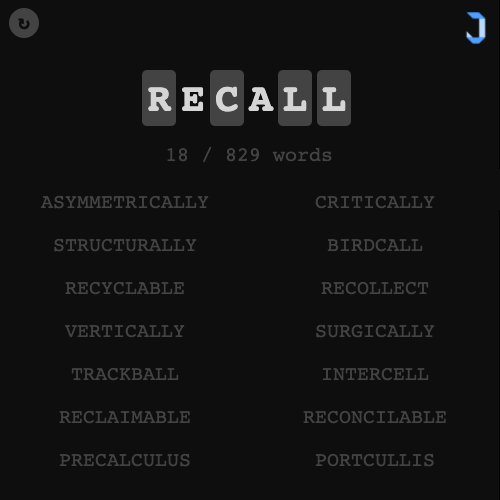 RECALL
18 / 829 words
ASYMMETRICALLY CRITICALLY
STRUCTURALLY BIRDCALL
RECYCLABLE RECOLLECT
VERTICALLY SURGICALLY
TRACKBALL INTERCELL
RECLAIMABLE RECONCILABLE
PRECALCULUS PORTCULLIS